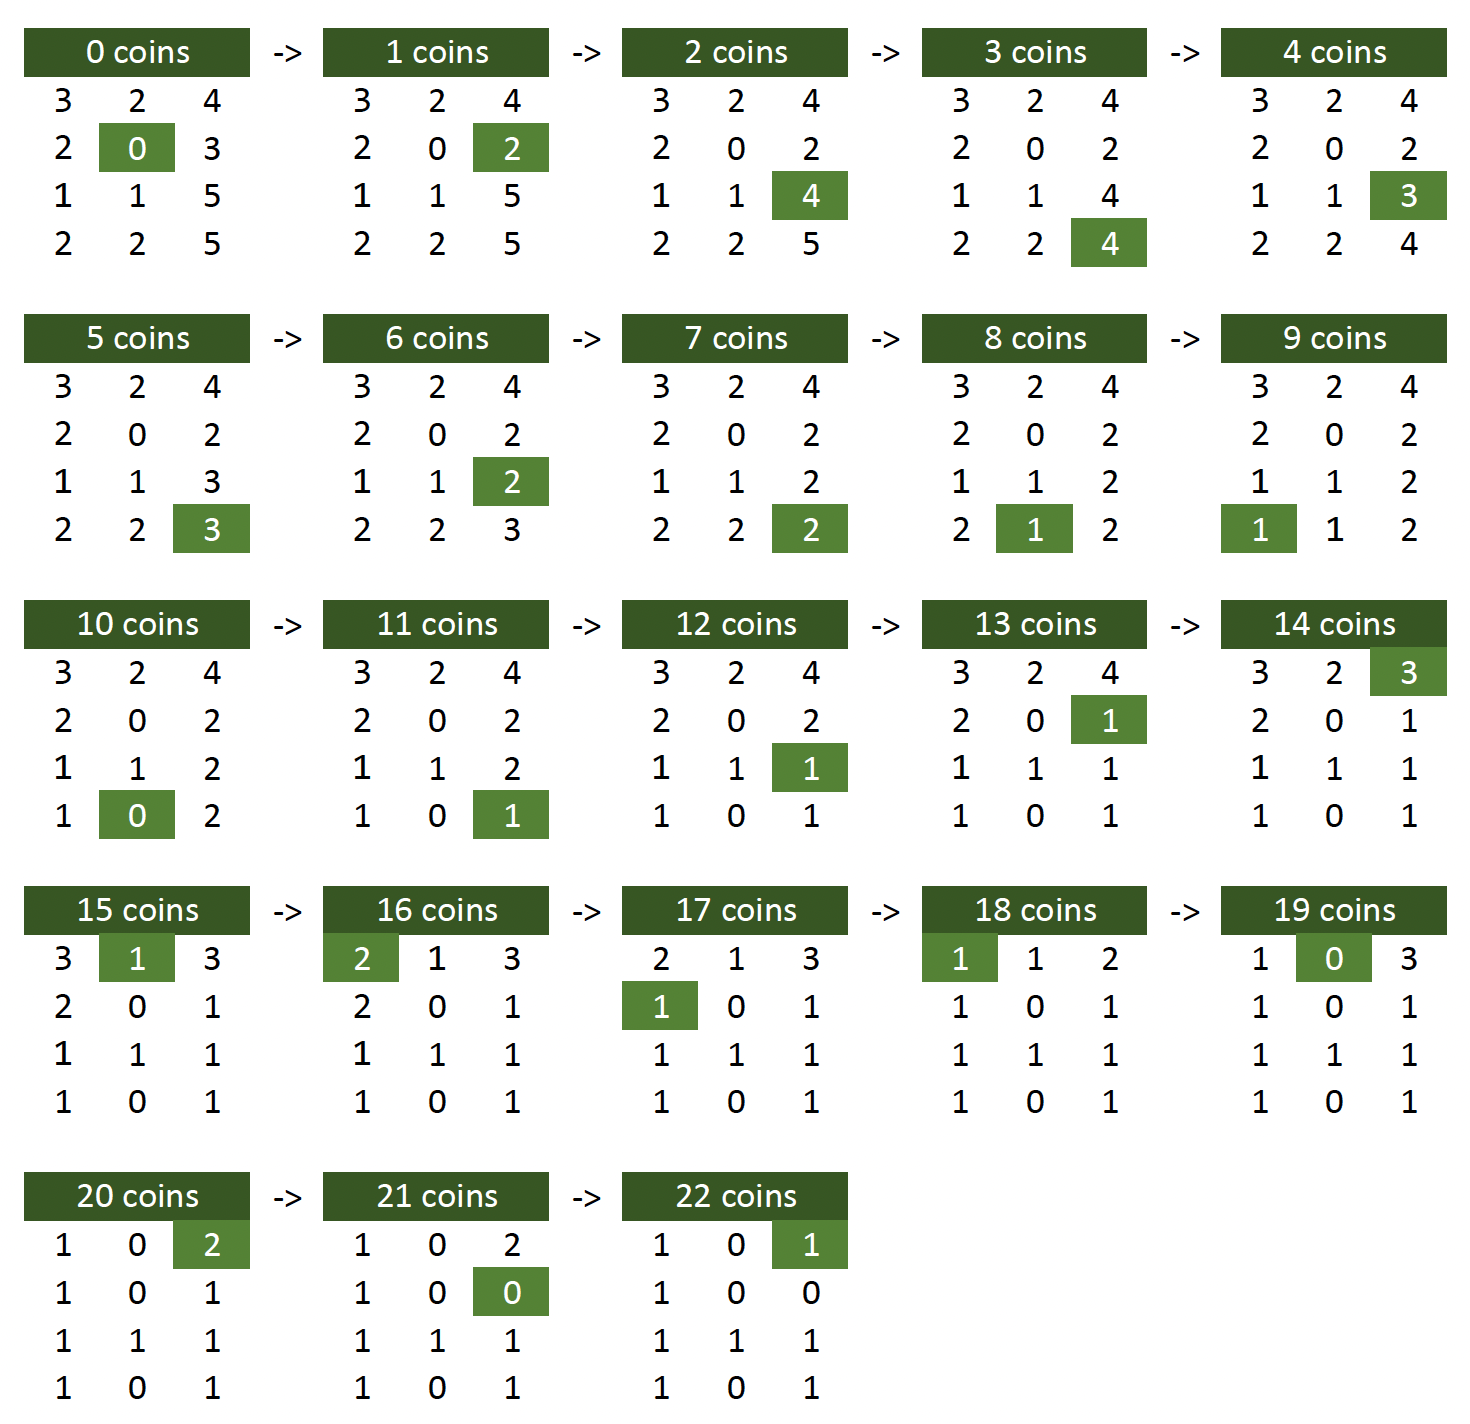 0 coins -> 1 coins -> 2 coins -> 3 coins -> 4 coins
3 2 4 3 2 4 3 2 4 3 2 4 3 2 4
2 0 3 2 0 2 2 0 2 2 0 2 2 0 2
1 1 5 1 1 5 1 1 4 1 1 4 1 1 3
2 2 5 2 2 5 2 2 5 2 2 4 2 2 4
5 coins -> 6 coins -> 7 coins -> 8 coins -> 9 coins
3 2 4 3 2 4 3 2 4 3 2 4 3 2 4
2 0 2 2 0 2 2 0 2 2 0 2 2 0 2
1 1 3 1 1 2 1 1 2 1 1 2 1 1 2
2 2 3 2 2 3 2 2 2 2 1 2 1 1 2
10 coins -> 11 coins -> 12 coins -> 13 coins -> 14 coins
3 2 4 3 2 4 3 2 4 3 2 4 3 2 3
2 0 2 2 0 2 2 0 2 2 0 1 2 0 1
1 1 2 1 1 2 1 1 1 1 1 1 1 1 1
1 0 2 1 0 1 1 0 1 1 0 1 1 0 1
15 coins -> 16 coins -> 17 coins -> 18 coins -> 19 coins
3 1 3 2 1 3 2 1 3 1 1 2 1 0 3
2 0 1 2 0 1 1 0 1 1 0 1 1 0 1
1 1 1 1 1 1 1 1 1 1 1 1 1 1 1
1 0 1 1 0 1 1 0 1 1 0 1 1 0 1
20 coins -> 21 coins -> 22 coins
1 0 2 1 0 2 1 0 1
1 0 1 1 0 0 1 0 0
1 1 1 1 1 1 1 1 1
1 0 1 1 0 1 1 0 1